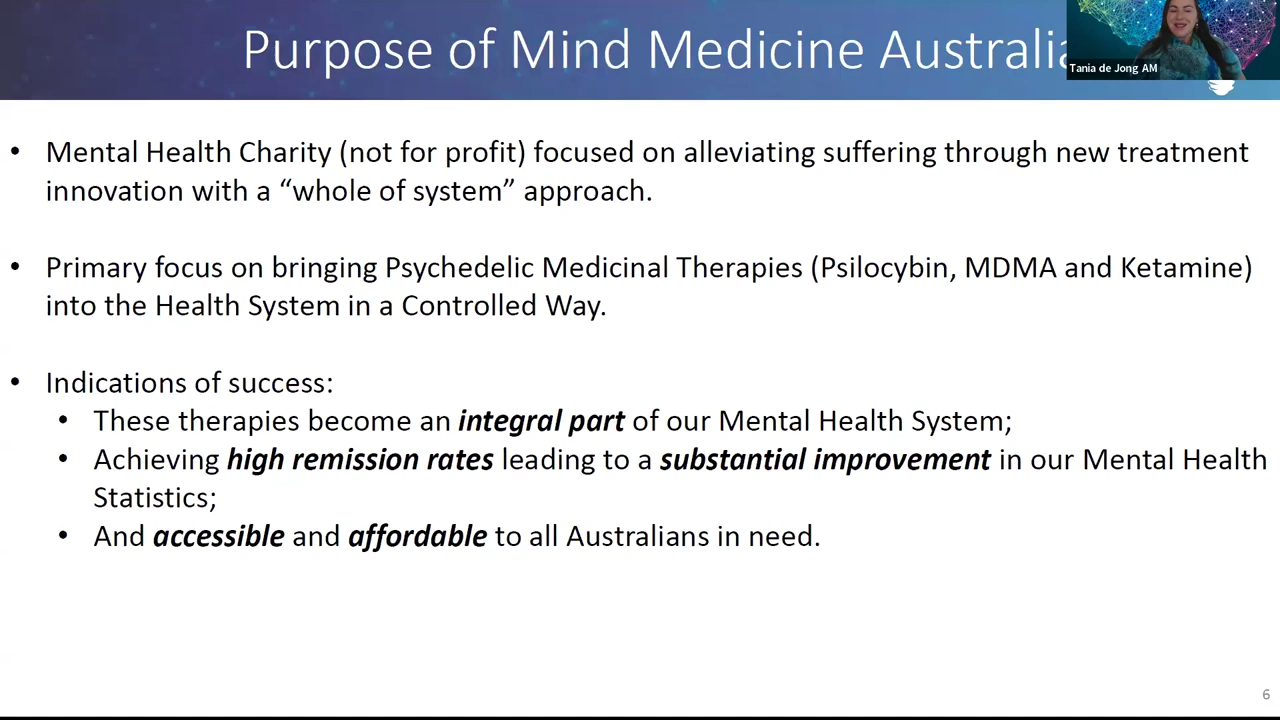 Purpose of Mind Medicine Australia
Tania de Jong AM
• Mental Health Charity (not for profit) focused on alleviating suffering through new treatment
innovation with a “whole of system” approach.
• Primary focus on bringing Psychedelic Medicinal Therapies (Psilocybin, MDMA and Ketamine)
into the Health System in a Controlled Way.
• Indications of success:
• These therapies become an integral part of our Mental Health System;
• Achieving high remission rates leading to a substantial improvement in our Mental Health
Statistics;
• And accessible and affordable to all Australians in need.
6